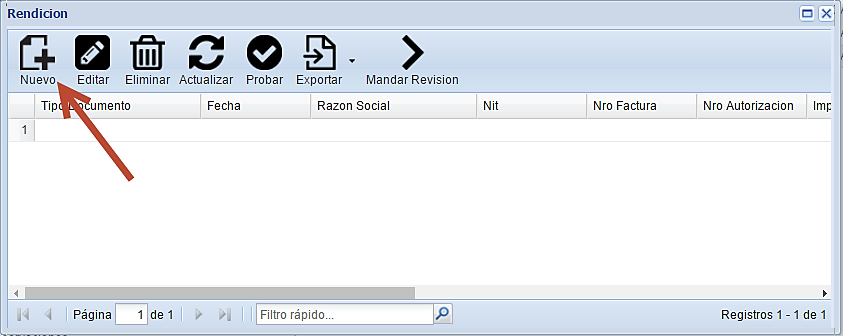 Rendicion
Nuevo Editar Eliminar Actualizar Probar Exportar Mandar Revision
Tipo Documento Fecha Razon Social Nit Nro Factura Nro Autorizacion Imp
1
Página 1 de 1 Filtro rápido... Registros 1 - 1 de 1